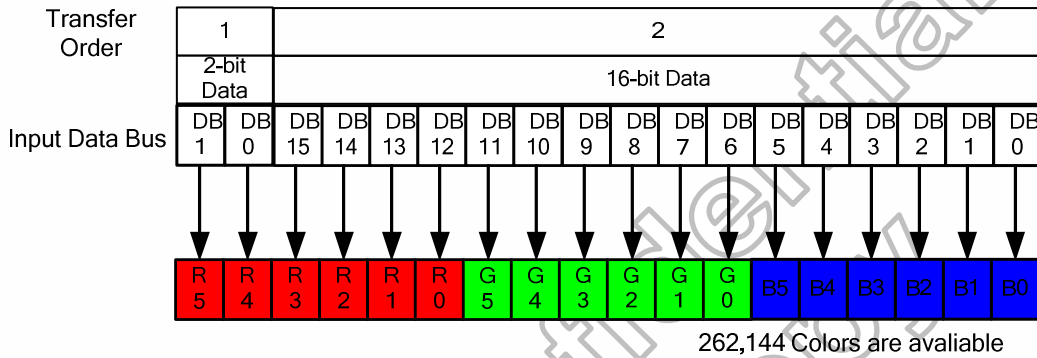 Transfer Order
1 2
2-bit Data
16-bit Data
Input Data Bus
DB 1 DB 0 DB 15 DB 14 DB 13 DB 12 DB 11 DB 10 DB 9 DB 8 DB 7 DB 6 DB 5 DB 4 DB 3 DB 2 DB 1 DB 0
R 5 R 4 R 3 R 2 R 1 R 0 G 5 G 4 G 3 G 2 G 1 G 0 B5 B4 B3 B2 B1 B0
262,144 Colors are avaliable